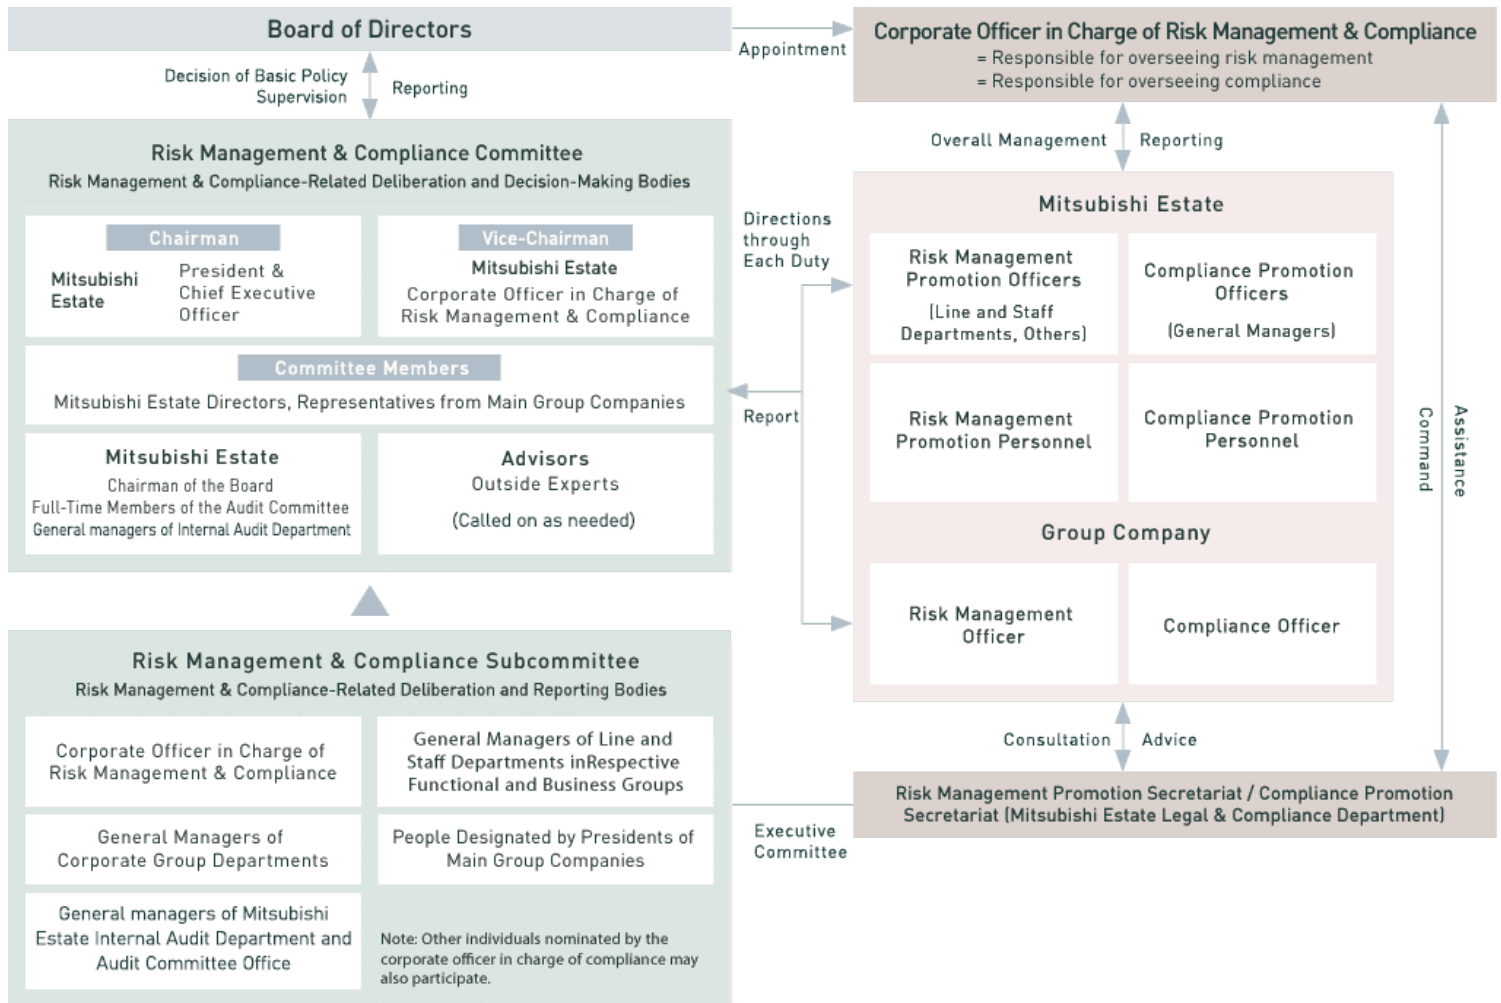 Board of Directors
Appointment
Corporate Officer in Charge of Risk Management & Compliance
= Responsible for overseeing risk management
= Responsible for overseeing compliance
Decision of Basic Policy
Supervision
Reporting
Overall Management
Reporting
Risk Management & Compliance Committee
Risk Management & Compliance-Related Deliberation and Decision-Making Bodies
Chairman
Mitsubishi
Estate
President &
Chief Executive
Officer
Vice-Chairman
Mitsubishi Estate
Corporate Officer in Charge of
Risk Management & Compliance
Committee Members
Mitsubishi Estate Directors, Representatives from Main Group Companies
Mitsubishi Estate
Chairman of the Board
Full-Time Members of the Audit Committee
General managers of Internal Audit Department
Advisors
Outside Experts
(Called on as needed)
Directions
through
Each Duty
Report
Mitsubishi Estate
Risk Management
Promotion Officers
(Line and Staff
Departments, Others)
Compliance Promotion
Officers
(General Managers)
Risk Management
Promotion Personnel
Compliance Promotion
Personnel
Group Company
Risk Management
Officer
Compliance Officer
Command
Assistance
Consultation
Advice
Risk Management Promotion Secretariat / Compliance Promotion
Secretariat (Mitsubishi Estate Legal & Compliance Department)
Executive
Committee
Risk Management & Compliance Subcommittee
Risk Management & Compliance-Related Deliberation and Reporting Bodies
Corporate Officer in Charge of
Risk Management & Compliance
General Managers of Line and
Staff Departments inRespective
Functional and Business Groups
General Managers of
Corporate Group Departments
People Designated by Presidents of
Main Group Companies
General managers of Mitsubishi
Estate Internal Audit Department and
Audit Committee Office
Note: Other individuals nominated by the
corporate officer in charge of compliance may
also participate.